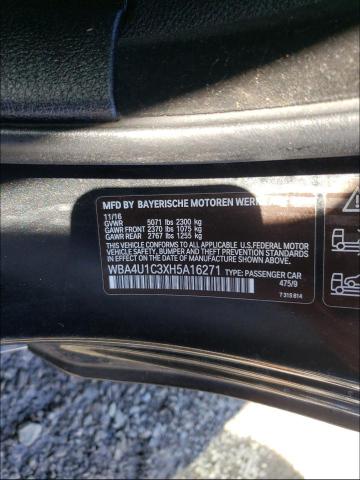 MFD BY BAYERISCHE MOTOREN WERKE
11/16
GVWR 5071 lbs 2300 kg
GAWR FRONT 2370 lbs 1075 kg
GAWR REAR 2767 lbs 1255 kg
THIS VEHICLE CONFORMS TO ALL APPLICABLE U.S.FEDERAL MOTOR
VEHICLE SAFETY, BUMPER AND THEFT PREVENTION STANDARDS
IN EFFECT ON THE DATE OF MANUFACTURE SHOWN ABOVE.
WBA4U1C3XH5A16271 TYPE: PASSENGER CAR
475/9
7 319 814